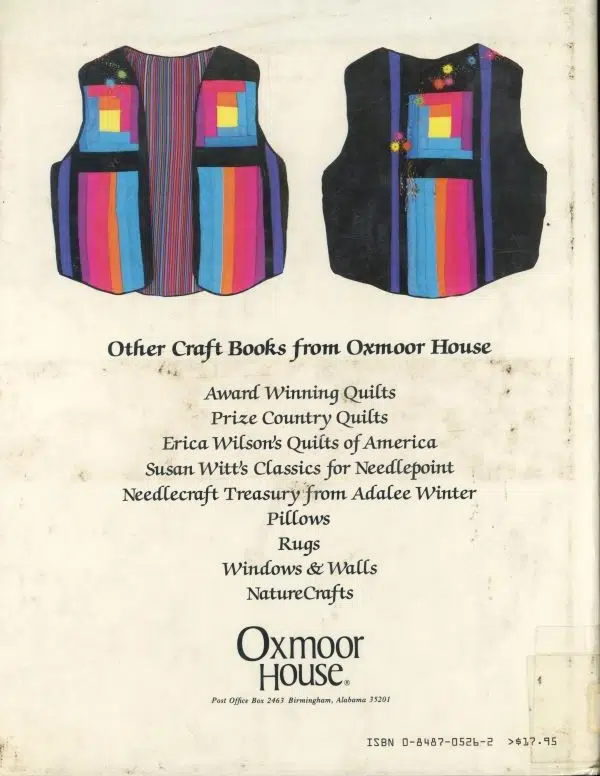 Other Craft Books from Oxmoor House
Award Winning Quilts
Prize Country Quilts
Erica Wilson's Quilts of America
Susan Witt's Classics for Needlepoint
Needlecraft Treasury from Adalee Winter
Pillows
Rugs
Windows & Walls
NatureCrafts
Oxmoor
House®
Post Office Box 2463 Birmingham, Alabama 35201
ISBN 0-8487-0526-2 >$17.95